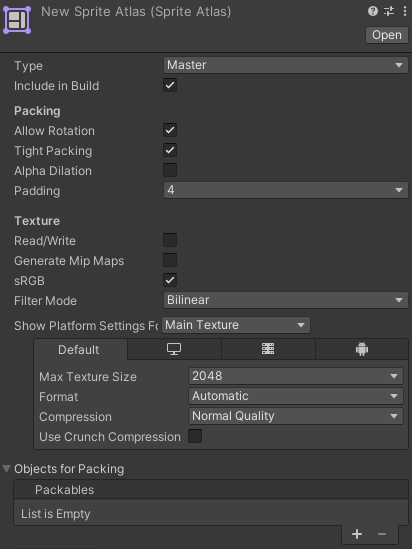 New Sprite Atlas (Sprite Atlas)
Open
Type Master
Include in Build
Packing
Allow Rotation
Tight Packing
Alpha Dilation
Padding 4
Texture
Read/Write
Generate Mip Maps
sRGB
Filter Mode Bilinear
Show Platform Settings Fo Main Texture
Default
Max Texture Size 2048
Format Automatic
Compression Normal Quality
Use Crunch Compression
Objects for Packing
Packables
List is Empty